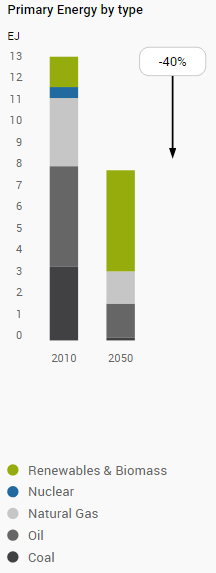 Primary Energy by type
EJ
13
12
11
10
9
8
7
6
5
4
3
2
1
0
-40%
2010 2050
Renewables & Biomass
Nuclear
Natural Gas
Oil
Coal